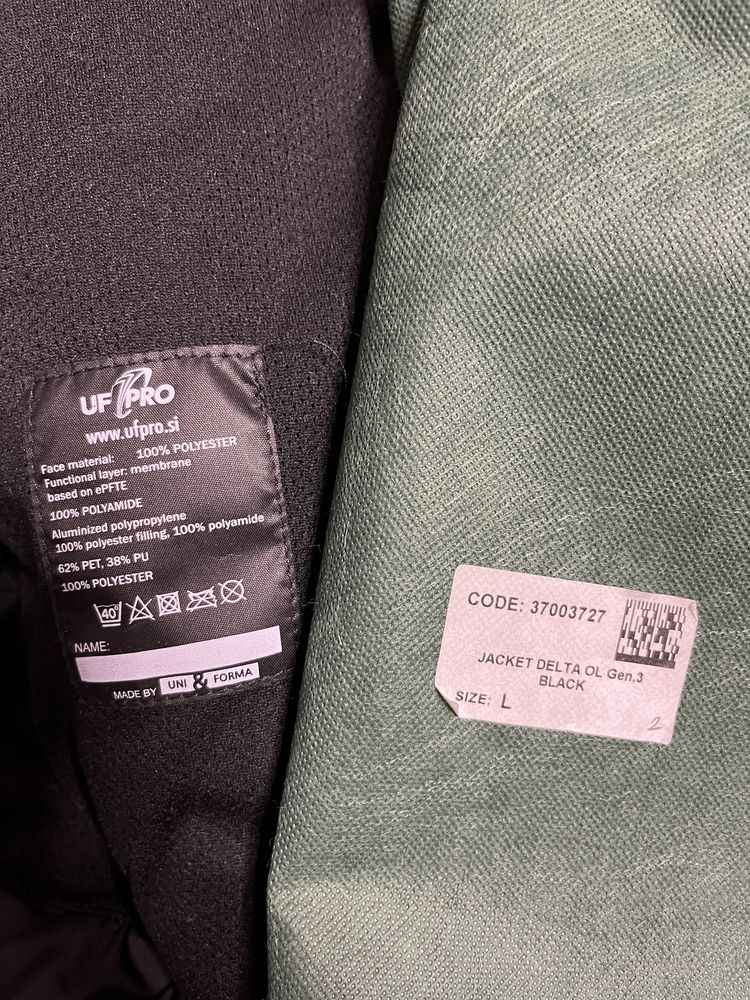 UF PRO
www.ufpro.si
Face material: 100% POLYESTER
Functional layer: membrane
based on ePFTE
100% POLYAMIDE
Aluminized polypropylene
100% polyester filling, 100% polyamide
62% PET, 38% PU
100% POLYESTER
40°
NAME:
MADE BY UNI & FORMA
CODE: 37003727
JACKET DELTA OL Gen.3
BLACK
SIZE: L
2